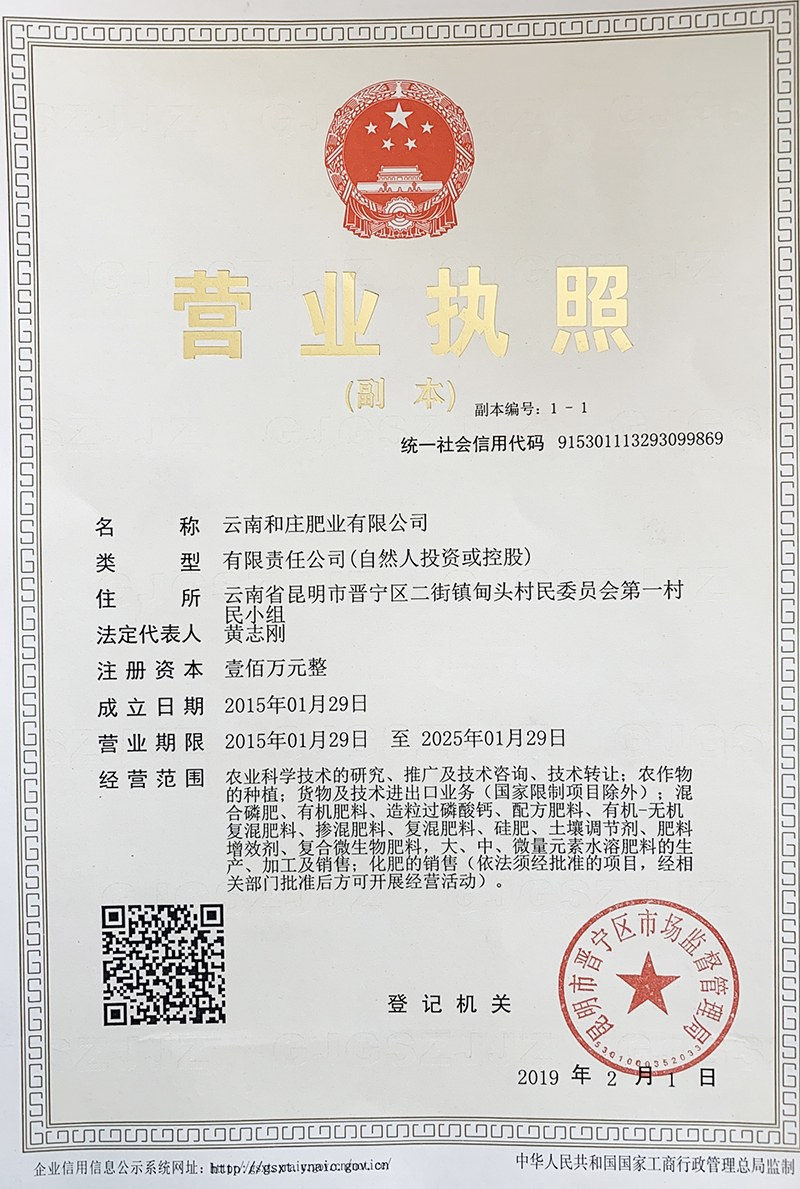 营业执照
(副本)
副本编号：1-1
统一社会信用代码 915301113293099869
名称 云南和庄肥业有限公司
类型 有限责任公司(自然人投资或控股)
住所 云南省昆明市晋宁区二街镇甸头村民委员会第一村
民小组
法定代表人 黄志刚
注册资本 壹佰万元整
成立日期 2015年01月29日
营业期限 2015年01月29日 至 2025年01月29日
经营范围 农业科学技术的研究、推广及技术咨询、技术转让；农作物
的种植；货物及技术进出口业务（国家限制项目除外）；混
合磷肥、有机肥料、造粒过磷酸钙、配方肥料、有机-无机
复混肥料、掺混肥料、复混肥料、硅肥、土壤调节剂、肥料
增效剂、复合微生物肥料，大、中、微量元素水溶肥料的生
产、加工及销售；化肥的销售（依法须经批准的项目，经相
关部门批准后方可开展经营活动）。
昆明市晋宁区市场监督管理局
5301000352033
登记机关
2019年2月1日
企业信用信息公示系统网址：
中华人民共和国国家工商行政管理总局监制